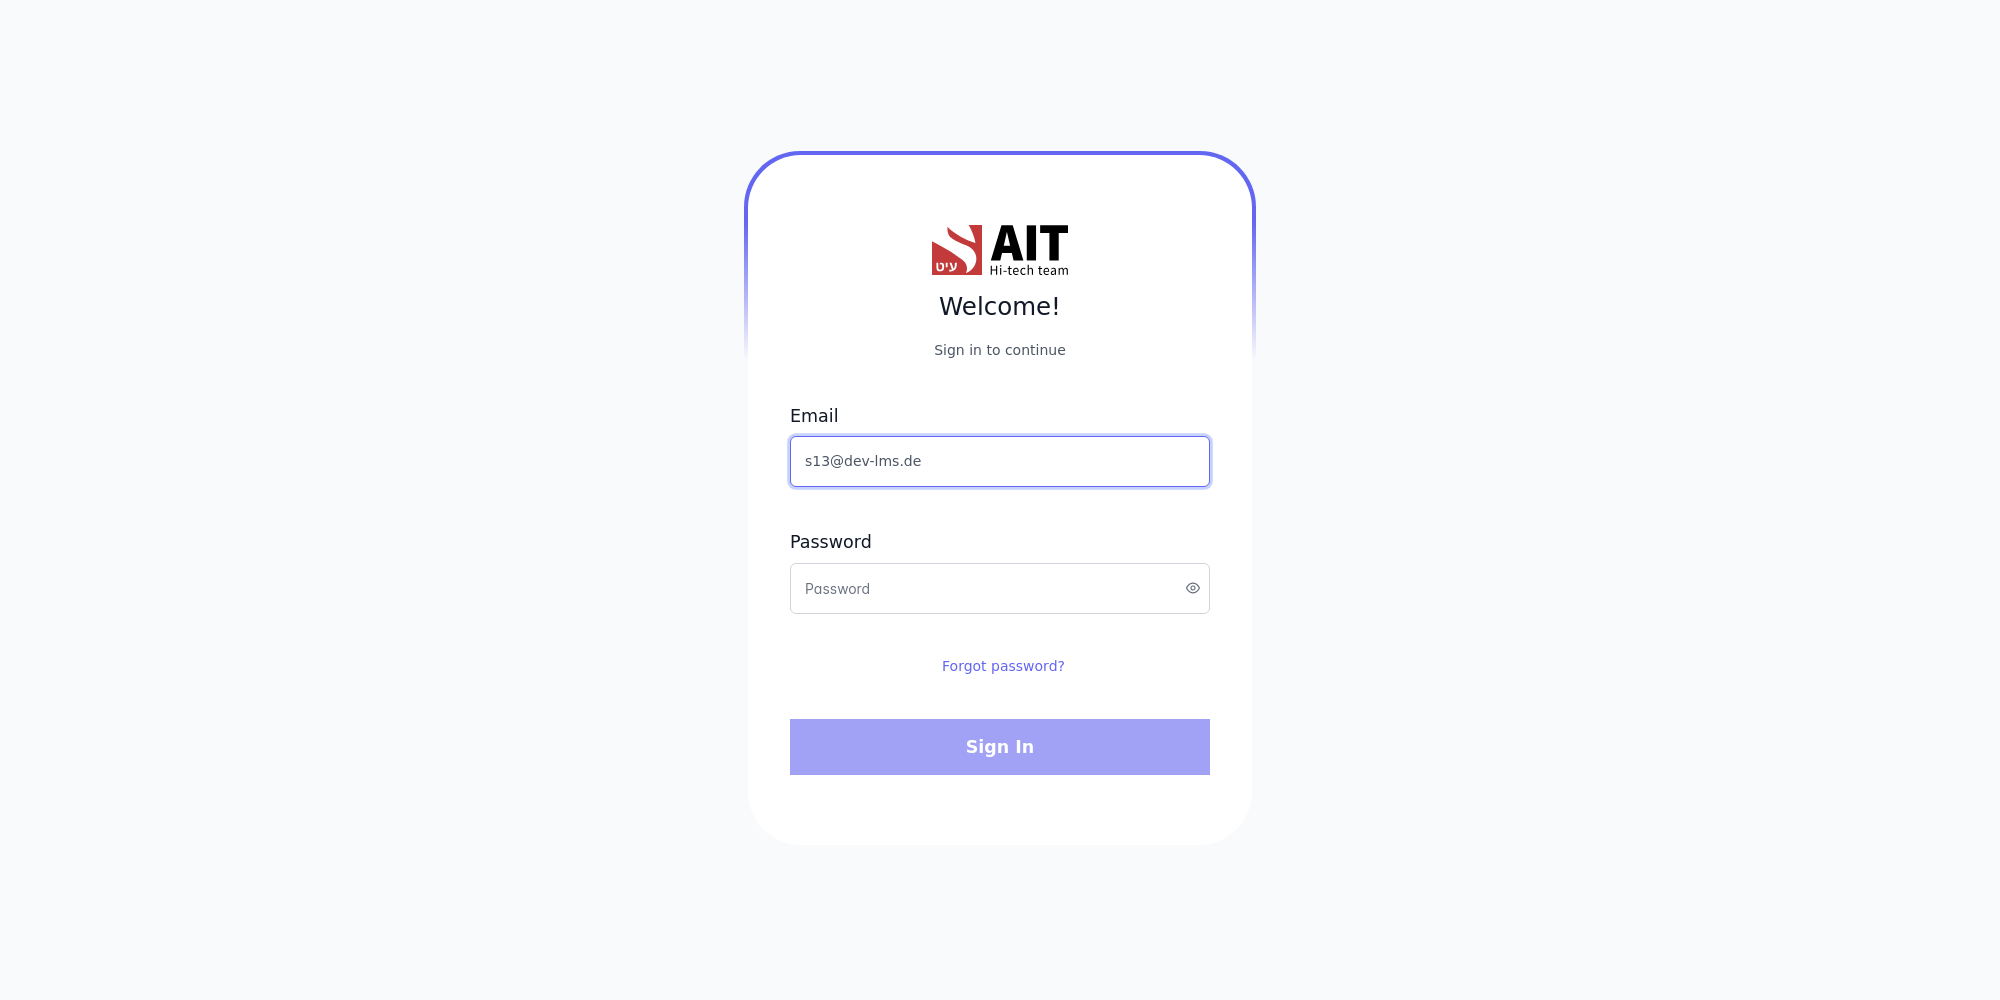 עיט
AIT
Hi-tech team
Welcome!
Sign in to continue
Email
s13@dev-lms.de
Password
Password
Forgot password?
Sign In